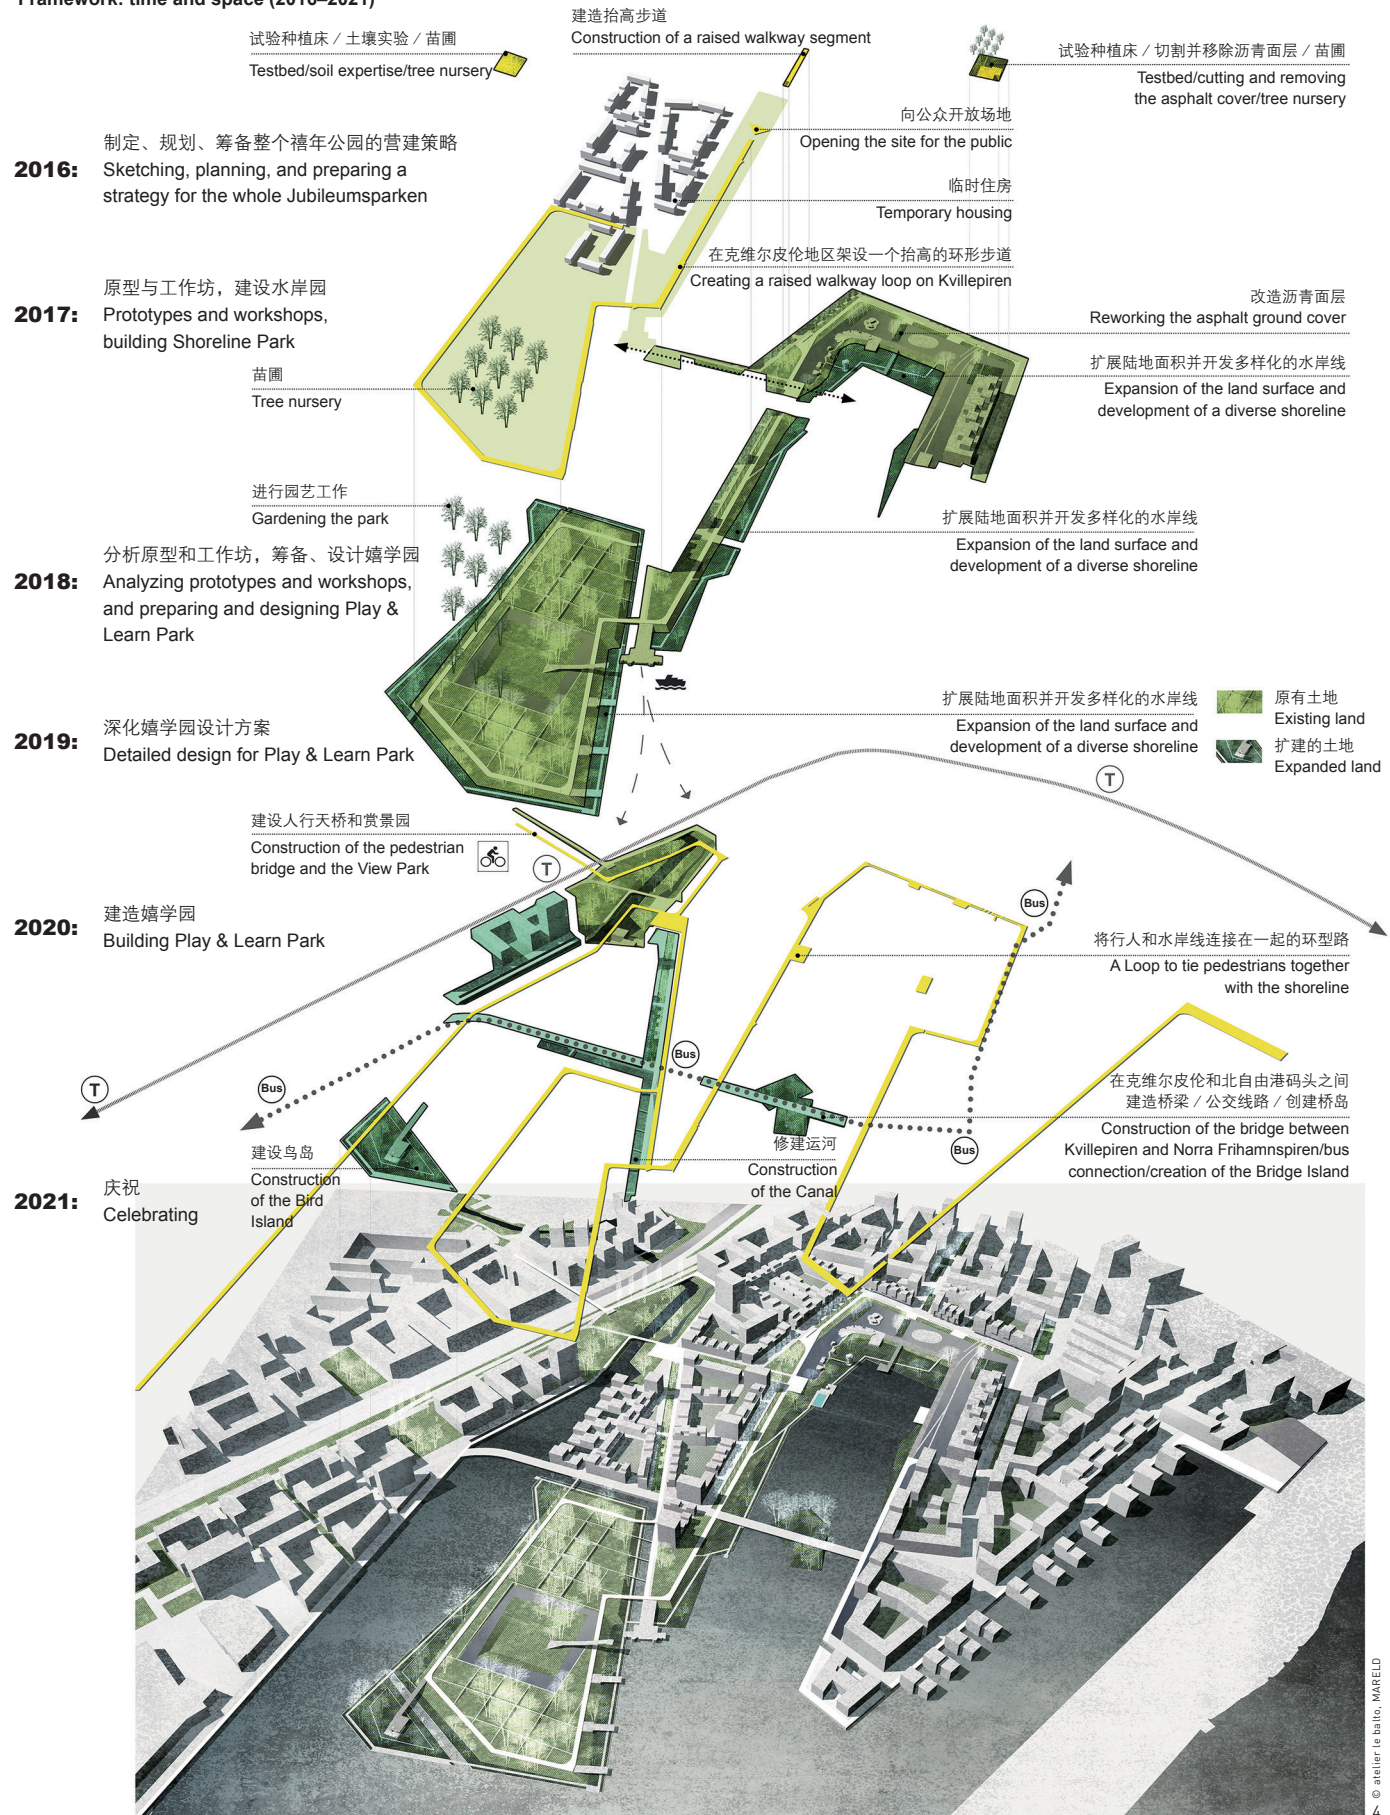 Framework: time and space (2016–2021)
建造抬高步道
Construction of a raised walkway segment
试验种植床 / 土壤实验 / 苗圃
Testbed/soil expertise/tree nursery
试验种植床 / 切割并移除沥青面层 / 苗圃
Testbed/cutting and removing
the asphalt cover/tree nursery
向公众开放场地
Opening the site for the public
2016:
制定、规划、筹备整个禧年公园的营建策略
Sketching, planning, and preparing a
strategy for the whole Jubileumsparken
临时住房
Temporary housing
在克维尔皮伦地区架设一个抬高的环形步道
Creating a raised walkway loop on Kvillepiren
2017:
原型与工作坊，建设水岸园
Prototypes and workshops,
building Shoreline Park
改造沥青面层
Reworking the asphalt ground cover
扩展陆地面积并开发多样化的水岸线
Expansion of the land surface and
development of a diverse shoreline
苗圃
Tree nursery
进行园艺工作
Gardening the park
扩展陆地面积并开发多样化的水岸线
Expansion of the land surface and
development of a diverse shoreline
2018:
分析原型和工作坊，筹备、设计嬉学园
Analyzing prototypes and workshops,
and preparing and designing Play &
Learn Park
扩展陆地面积并开发多样化的水岸线
Expansion of the land surface and
development of a diverse shoreline
原有土地
Existing land
扩建的土地
Expanded land
2019:
深化嬉学园设计方案
Detailed design for Play & Learn Park
T
建设人行天桥和赏景园
Construction of the pedestrian
bridge and the View Park
T
2020:
建造嬉学园
Building Play & Learn Park
Bus
将行人和水岸线连接在一起的环型路
A Loop to tie pedestrians together
with the shoreline
Bus
T
Bus
在克维尔皮伦和北自由港码头之间
建造桥梁 / 公交线路 / 创建桥岛
Construction of the bridge between
Kvillepiren and Norra Frihamnspiren/bus
connection/creation of the Bridge Island
Bus
修建运河
Construction
of the Canal
建设鸟岛
Construction
of the Bird
Island
2021:
庆祝
Celebrating
4 © atelier le balto, MARELD